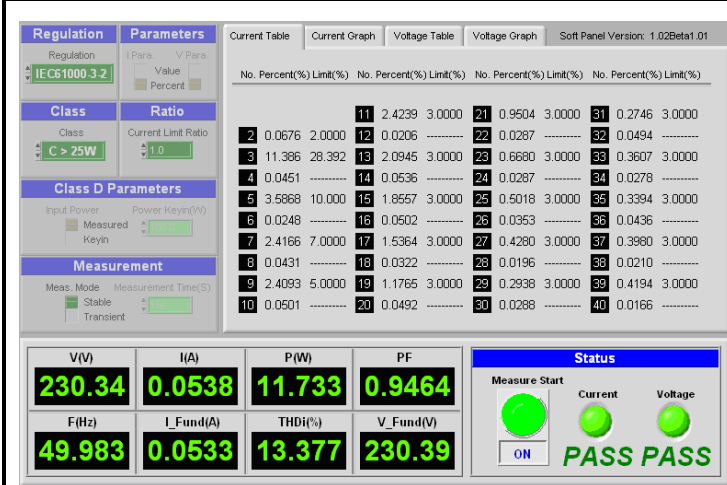 Regulation
Parameters
Regulation
I Para. V Para.
IEC61000-3-2
Value
Percent
Class
Ratio
Class
Current Limit Ratio
C > 25W
1.0
Class D Parameters
Input Power
Power Keyin(W)
Measured
Keyin
Measurement
Meas. Mode
Measurement Time(S)
Stable
Transient
Current Table
Current Graph
Voltage Table
Voltage Graph
Soft Panel Version: 1.02Beta1.01
No. Percent(%) Limit(%) No. Percent(%) Limit(%) No. Percent(%) Limit(%) No. Percent(%) Limit(%)
11 2.4239 3.0000 21 0.9504 3.0000 31 0.2746 3.0000
2 0.0676 2.0000 12 0.0206 --------- 22 0.0287 --------- 32 0.0494 ---------
3 11.386 28.392 13 2.0945 3.0000 23 0.6680 3.0000 33 0.3607 3.0000
4 0.0451 --------- 14 0.0536 --------- 24 0.0287 --------- 34 0.0278 ---------
5 3.5868 10.000 15 1.8557 3.0000 25 0.5018 3.0000 35 0.3394 3.0000
6 0.0248 --------- 16 0.0502 --------- 26 0.0353 --------- 36 0.0436 ---------
7 2.4166 7.0000 17 1.5364 3.0000 27 0.4280 3.0000 37 0.3980 3.0000
8 0.0431 --------- 18 0.0322 --------- 28 0.0196 --------- 38 0.0210 ---------
9 2.4093 5.0000 19 1.1765 3.0000 29 0.2938 3.0000 39 0.4194 3.0000
10 0.0501 --------- 20 0.0492 --------- 30 0.0288 --------- 40 0.0166 ---------
V(V) I(A) P(W) PF
230.34 0.0538 11.733 0.9464
F(Hz) I_Fund(A) THDi(%) V_Fund(V)
49.983 0.0533 13.377 230.39
Status
Measure Start
Current
Voltage
ON
PASS PASS